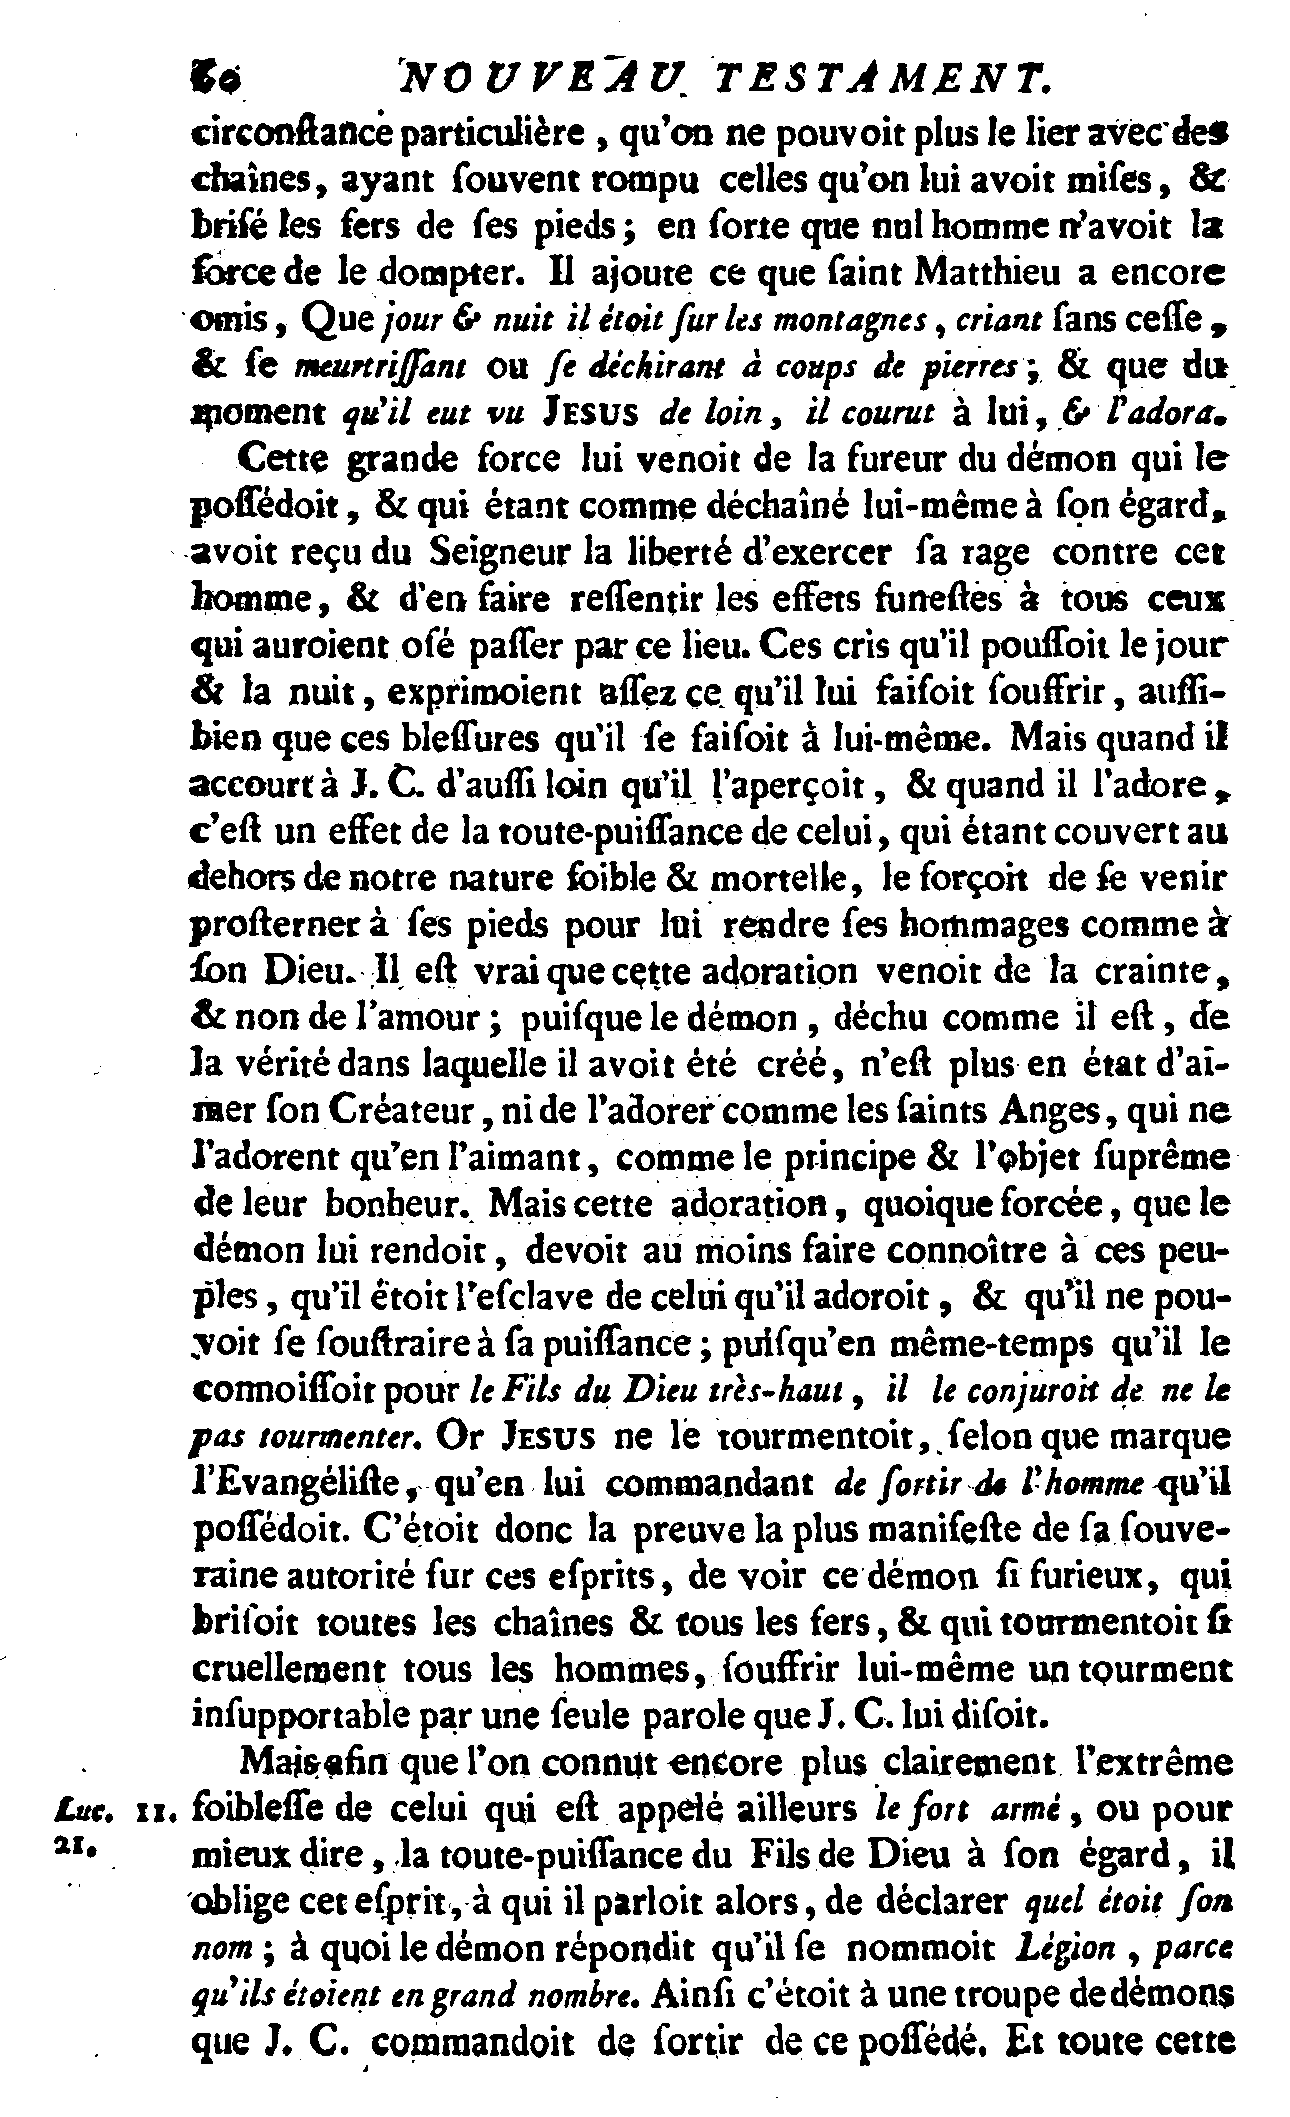 60 NOUVEAU TESTAMENT.
circonſtance particulière, qu'on ne pouvoit plus le lier avec des
chaînes, ayant ſouvent rompu celles qu'on lui avoit miſes, &
briſé les fers de ſes pieds; en ſorte que nul homme n'avoit la
force de le dompter. Il ajoute ce que ſaint Matthieu a encore
omis, Que jour & nuit il étoit ſur les montagnes, criant ſans ceſſe,
& ſe meurtriſſant ou ſe déchirant à coups de pierres; & que du
moment qu'il eut vu JESUS de loin, il courut à lui, & l'adora.
Cette grande force lui venoit de la fureur du démon qui le
poſſédoit, & qui étant comme déchaîné lui-même à ſon égard,
avoit reçu du Seigneur la liberté d'exercer ſa rage contre cet
homme, & d'en faire reſſentir les effets funeſtes à tous ceux
qui auroient oſé paſſer par ce lieu. Ces cris qu'il pouſſoit le jour
& la nuit, exprimoient aſſez ce qu'il lui faiſoit ſouffrir, auſſi-
bien que ces bleſſures qu'il ſe faiſoit à lui-même. Mais quand il
accourt à J. C. d'auſſi loin qu'il l'aperçoit, & quand il l'adore,
c'eſt un effet de la toute-puiſſance de celui, qui étant couvert au
dehors de notre nature foible & mortelle, le forçoit de ſe venir
proſterner à ſes pieds pour lui rendre ſes hommages comme à
ſon Dieu. Il eſt vrai que cette adoration venoit de la crainte,
& non de l'amour; puiſque le démon, déchu comme il eſt, de
la vérité dans laquelle il avoit été créé, n'eſt plus en état d'ai-
mer ſon Créateur, ni de l'adorer comme les ſaints Anges, qui ne
l'adorent qu'en l'aimant, comme le principe & l'objet ſuprême
de leur bonheur. Mais cette adoration, quoique forcée, que le
démon lui rendoit, devoit au moins faire connoître à ces peu-
ples, qu'il étoit l'eſclave de celui qu'il adoroit, & qu'il ne pou-
voit ſe ſouſtraire à ſa puiſſance; puiſqu'en même-temps qu'il le
connoiſſoit pour le Fils du Dieu très-haut, il le conjuroit de ne le
pas tourmenter. Or JESUS ne le tourmentoit, ſelon que marque
l'Evangéliſte, qu'en lui commandant de ſortir de l'homme qu'il
poſſédoit. C'étoit donc la preuve la plus manifeſte de ſa ſouve-
raine autorité ſur ces eſprits, de voir ce démon ſi furieux, qui
briſoit toutes les chaînes & tous les fers, & qui tourmentoit ſi
cruellement tous les hommes, ſouffrir lui-même un tourment
inſupportable par une ſeule parole que J. C. lui diſoit.
Mais afin que l'on connut encore plus clairement l'extrême
Luc. 11. foibleſſe de celui qui eſt appelé ailleurs le fort armé, ou pour
21. mieux dire, la toute-puiſſance du Fils de Dieu à ſon égard, il
oblige cet eſprit, à qui il parloit alors, de déclarer quel étoit ſon
nom; à quoi le démon répondit qu'il ſe nommoit Légion, parce
qu'ils étoient en grand nombre. Ainſi c'étoit à une troupe de démons
que J. C. commandoit de ſortir de ce poſſédé. Et toute cette